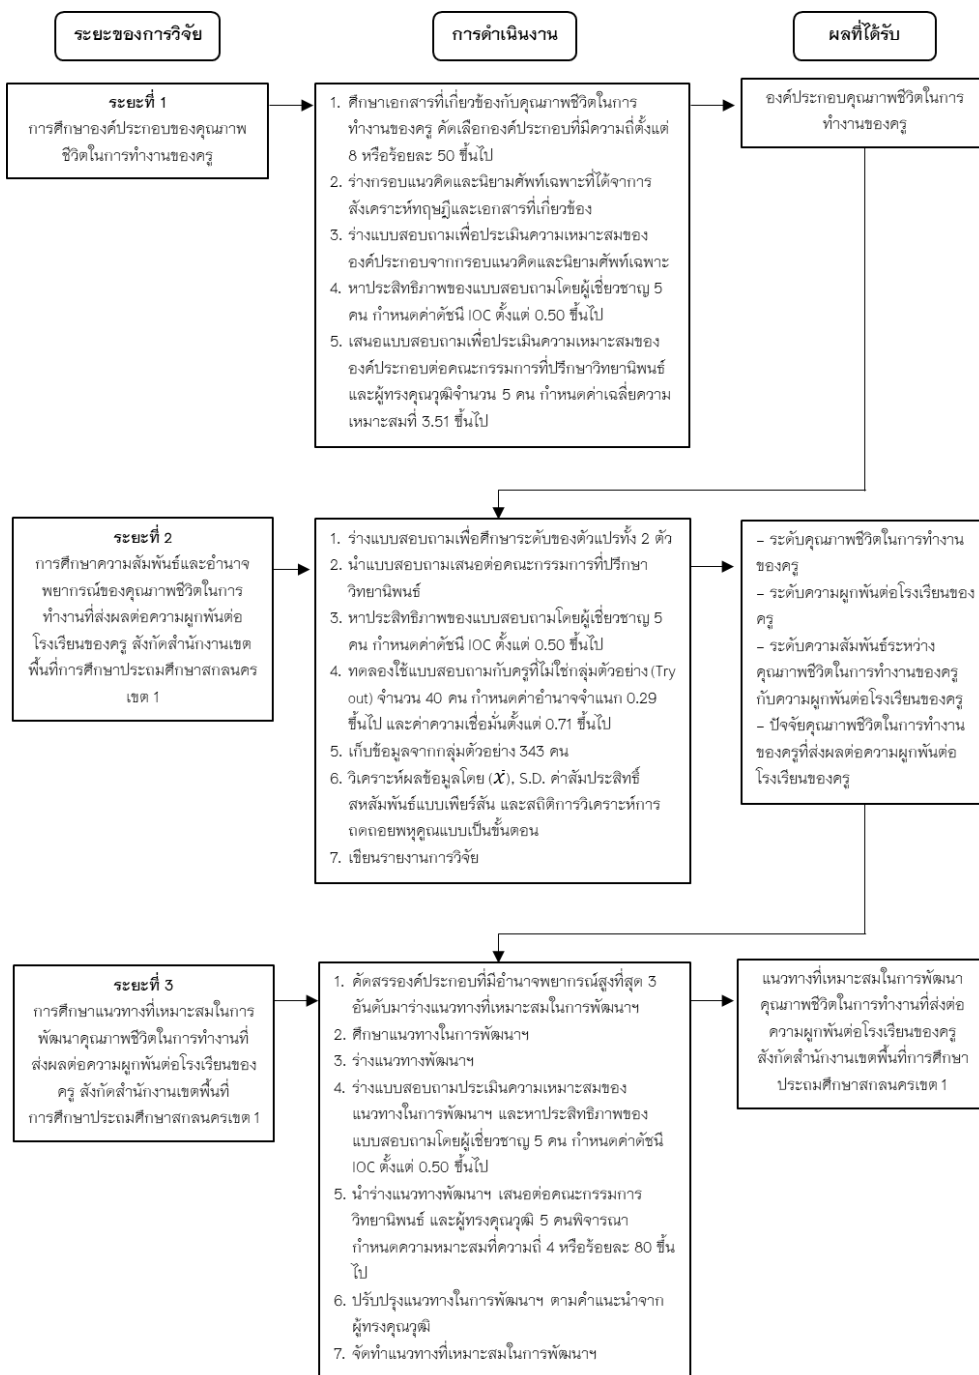 ระยะของการวิจัย
การดำเนินงาน
ผลที่ได้รับ
ระยะที่ 1
การศึกษาองค์ประกอบของคุณภาพ
ชีวิตในการทำงานของครู
1. ศึกษาเอกสารที่เกี่ยวข้องกับคุณภาพชีวิตในการ
ทำงานของครู คัดเลือกองค์ประกอบที่มีความถี่ตั้งแต่
8 หรือร้อยละ 50 ขึ้นไป
2. ร่างกรอบแนวคิดและนิยามศัพท์เฉพาะที่ได้จาการ
สังเคราะห์ทฤษฎีและเอกสารที่เกี่ยวข้อง
3. ร่างแบบสอบถามเพื่อประเมินความเหมาะสมของ
องค์ประกอบจากกรอบแนวคิดและนิยามศัพท์เฉพาะ
4. หาประสิทธิภาพของแบบสอบถามโดยผู้เชี่ยวชาญ 5
คน กำหนดค่าดัชนี IOC ตั้งแต่ 0.50 ขึ้นไป
5. เสนอแบบสอบถามเพื่อประเมินความเหมาะสมของ
องค์ประกอบต่อคณะกรรมการที่ปรึกษาวิทยานิพนธ์
และผู้ทรงคุณวุฒิจำนวน 5 คน กำหนดค่าเฉลี่ยความ
เหมาะสมที่ 3.51 ขึ้นไป
องค์ประกอบคุณภาพชีวิตในการ
ทำงานของครู
ระยะที่ 2
การศึกษาความสัมพันธ์และอำนาจ
พยากรณ์ของคุณภาพชีวิตในการ
ทำงานที่ส่งผลต่อความผูกพันต่อ
โรงเรียนของครู สังกัดสำนักงานเขต
พื้นที่การศึกษาประถมศึกษาสกลนคร
เขต 1
1. ร่างแบบสอบถามเพื่อศึกษาระดับของตัวแปรทั้ง 2 ตัว
2. นำแบบสอบถามเสนอต่อคณะกรรมการที่ปรึกษา
วิทยานิพนธ์
3. หาประสิทธิภาพของแบบสอบถามโดยผู้เชี่ยวชาญ 5
คน กำหนดค่าดัชนี IOC ตั้งแต่ 0.50 ขึ้นไป
4. ทดลองใช้แบบสอบถามกับครูที่ไม่ใช่กลุ่มตัวอย่าง (Try
out) จำนวน 40 คน กำหนดค่าอำนาจจำแนก 0.29
ขึ้นไป และค่าความเชื่อมั่นตั้งแต่ 0.71 ขึ้นไป
5. เก็บข้อมูลจากกลุ่มตัวอย่าง 343 คน
6. วิเคราะห์ผลข้อมูลโดย (x̄), S.D. ค่าสัมประสิทธิ์
สหสัมพันธ์แบบเพียร์สัน และสถิติการวิเคราะห์การ
ถดถอยพหุคูณแบบเป็นขั้นตอน
7. เขียนรายงานการวิจัย
– ระดับคุณภาพชีวิตในการทำงาน
ของครู
– ระดับความผูกพันต่อโรงเรียนของ
ครู
– ระดับความสัมพันธ์ระหว่าง
คุณภาพชีวิตในการทำงานของครู
กับความผูกพันต่อโรงเรียนของครู
– ปัจจัยคุณภาพชีวิตในการทำงาน
ของครูที่ส่งผลต่อความผูกพันต่อ
โรงเรียนของครู
ระยะที่ 3
การศึกษาแนวทางที่เหมาะสมในการ
พัฒนาคุณภาพชีวิตในการทำงานที่
ส่งผลต่อความผูกพันต่อโรงเรียนของ
ครู สังกัดสำนักงานเขตพื้นที่
การศึกษาประถมศึกษาสกลนครเขต 1
1. คัดสรรองค์ประกอบที่มีอำนาจพยากรณ์สูงที่สุด 3
อันดับมาร่างแนวทางที่เหมาะสมในการพัฒนาฯ
2. ศึกษาแนวทางในการพัฒนาฯ
3. ร่างแนวทางพัฒนาฯ
4. ร่างแบบสอบถามประเมินความเหมาะสมของ
แนวทางในการพัฒนาฯ และหาประสิทธิภาพของ
แบบสอบถามโดยผู้เชี่ยวชาญ 5 คน กำหนดค่าดัชนี
IOC ตั้งแต่ 0.50 ขึ้นไป
5. นำร่างแนวทางพัฒนาฯ เสนอต่อคณะกรรมการ
วิทยานิพนธ์ และผู้ทรงคุณวุฒิ 5 คนพิจารณา
กำหนดความหมาะสมที่ความถี่ 4 หรือร้อยละ 80 ขึ้น
ไป
6. ปรับปรุงแนวทางในการพัฒนาฯ ตามคำแนะนำจาก
ผู้ทรงคุณวุฒิ
7. จัดทำแนวทางที่เหมาะสมในการพัฒนาฯ
แนวทางที่เหมาะสมในการพัฒนา
คุณภาพชีวิตในการทำงานที่ส่งต่อ
ความผูกพันต่อโรงเรียนของครู
สังกัดสำนักงานเขตพื้นที่การศึกษา
ประถมศึกษาสกลนครเขต 1